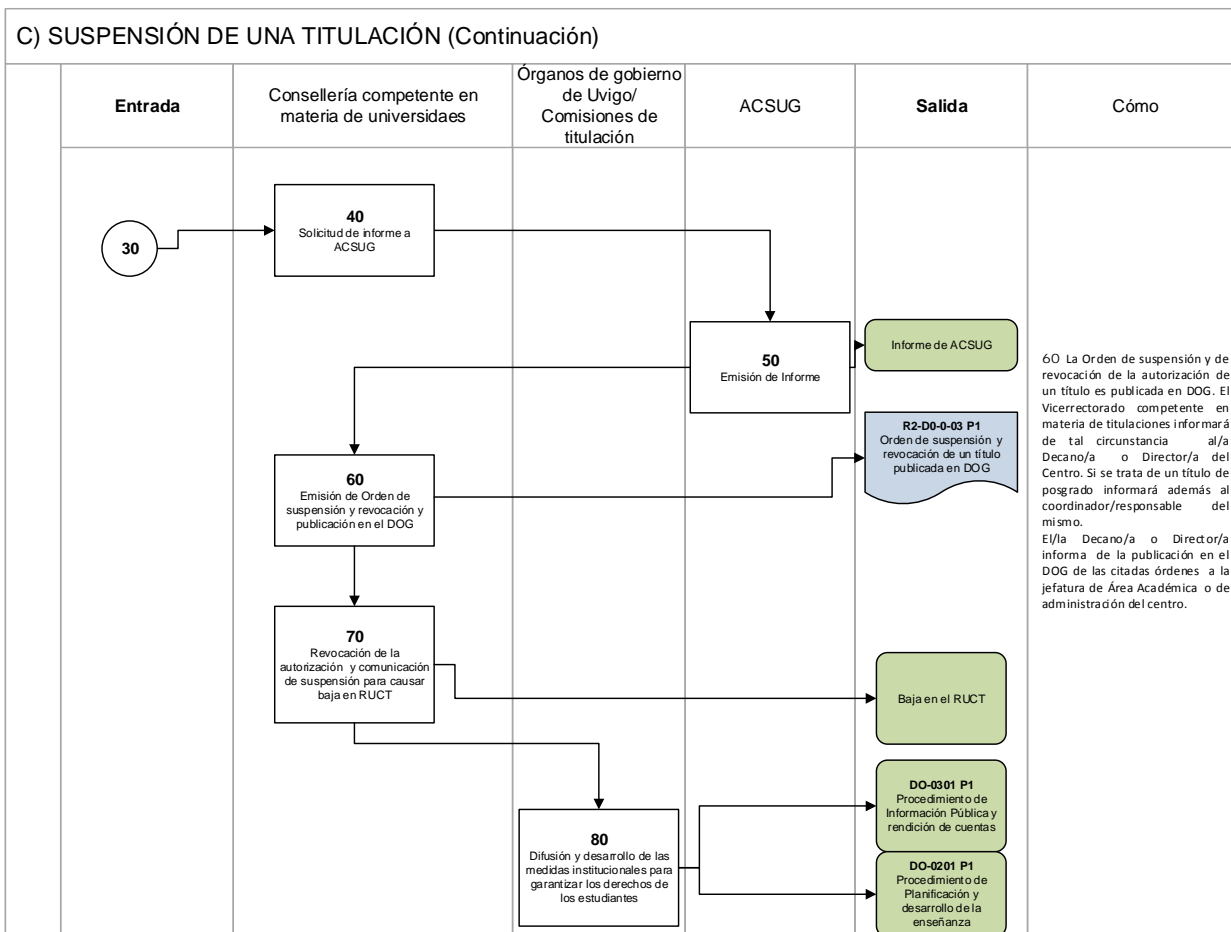 C) SUSPENSIÓN DE UNA TITULACIÓN (Continuación)
Entrada
Consellería competente en
materia de universidaes
Órganos de gobierno
de Uvigo/
Comisiones de
titulación
ACSUG
Salida
Cómo
30
40
Solicitud de informe a
ACSUG
50
Emisión de Informe
Informe de ACSUG
R2-D0-0-03 P1
Orden de suspensión y
revocación de un título
publicada en DOG
60
Emisión de Orden de
suspensión y revocación y
publicación en el DOG
60 La Orden de suspensión y de
revocación de la autorización de
un título es publicada en DOG. El
Vicerrectorado competente en
materia de titulaciones informará
de tal circunstancia al/a
Decano/a o Director/a del
Centro. Si se trata de un título de
posgrado informará además al
coordinador/responsable del
mismo.
El/la Decano/a o Director/a
informa de la publicación en el
DOG de las citadas órdenes a la
jefatura de Área Académica o de
administración del centro.
70
Revocación de la
autorización y comunicación
de suspensión para causar
baja en RUCT
Baja en el RUCT
80
Difusión y desarrollo de las
medidas institucionales para
garantizar los derechos de
los estudiantes
DO-0301 P1
Procedimiento de
Información Pública y
rendición de cuentas
DO-0201 P1
Procedimiento de
Planificación y
desarrollo de la
enseñanza